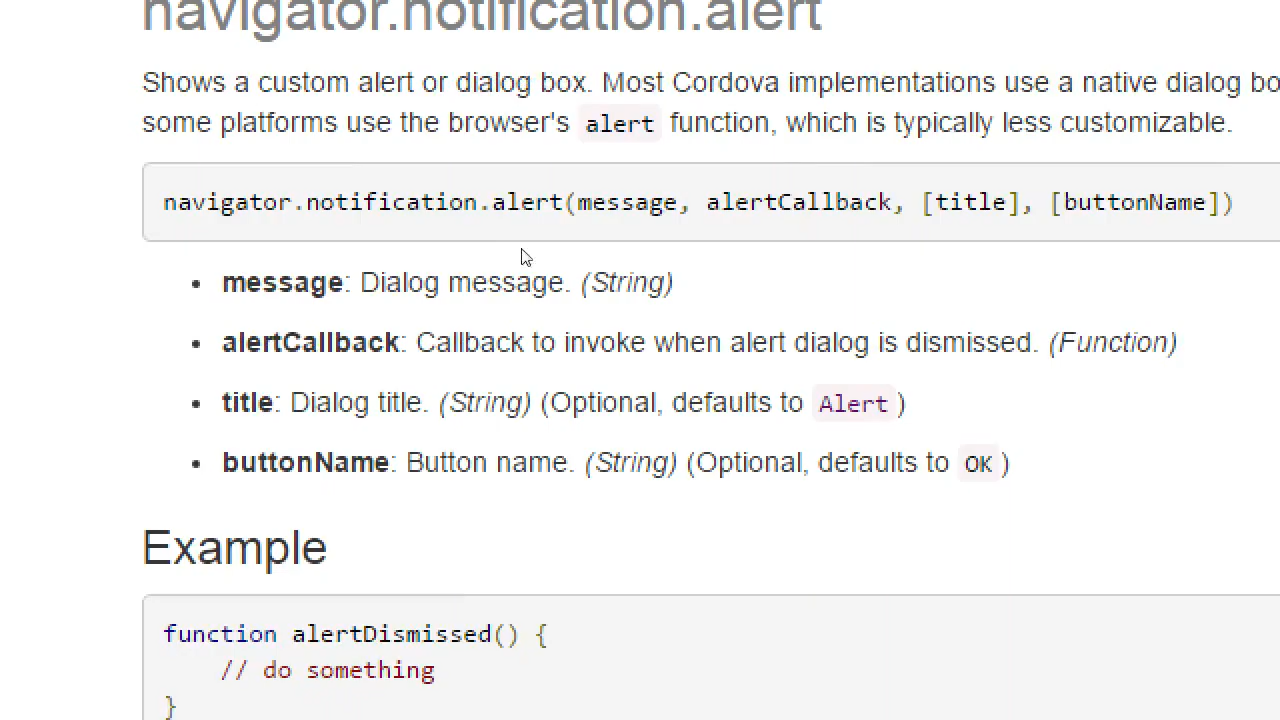 navigator.notification.alert
Shows a custom alert or dialog box. Most Cordova implementations use a native dialog bo
some platforms use the browser's alert function, which is typically less customizable.
navigator.notification.alert(message, alertCallback, [title], [buttonName])
• message: Dialog message. (String)
• alertCallback: Callback to invoke when alert dialog is dismissed. (Function)
• title: Dialog title. (String) (Optional, defaults to Alert)
• buttonName: Button name. (String) (Optional, defaults to OK)
Example
function alertDismissed() {
    // do something
}